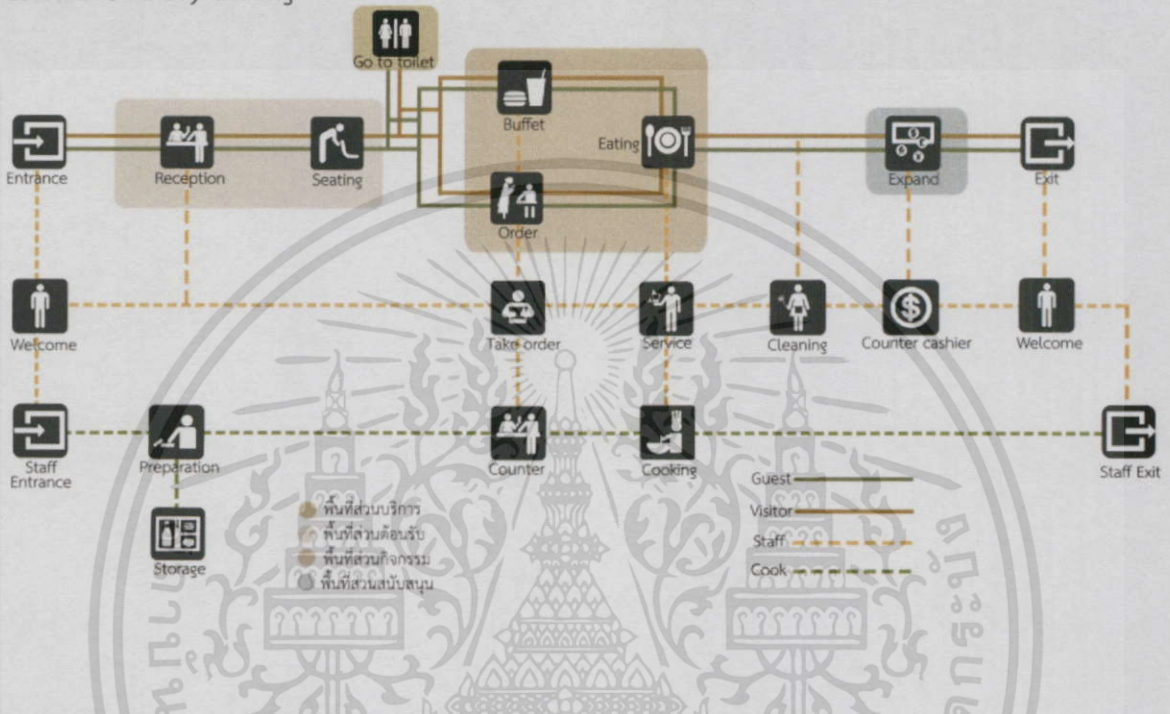 Go to toilet
Buffet
Eating
Entrance
Reception
Seating
Order
Expand
Exit
Welcome
Take order
Service
Cleaning
Counter cashier
Welcome
Staff
Entrance
Preparation
Counter
Cooking
Staff Exit
Storage
พื้นที่ส่วนบริการ
พื้นที่ส่วนต้อนรับ
พื้นที่ส่วนกิจกรรม
พื้นที่ส่วนสนับสนุน
Guest
Visitor
Staff
Cook